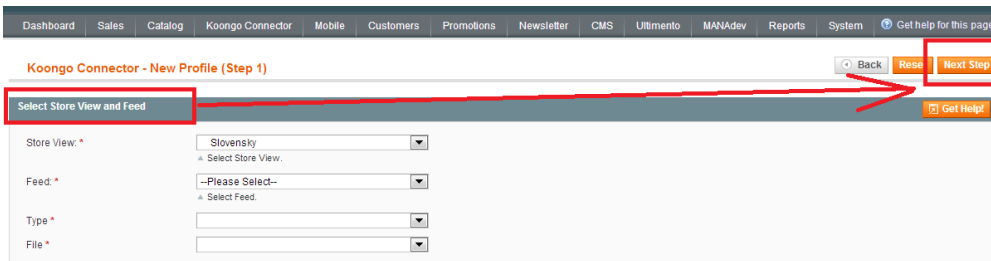 Dashboard Sales Catalog Koongo Connector Mobile Customers Promotions Newsletter CMS Ultimento MANAdev Reports System Get help for this page
Koongo Connector - New Profile (Step 1) Back Reset Next Step
Select Store View and Feed Get Help!
Store View: * Slovensky
Select Store View.
Feed: * --Please Select--
Select Feed.
Type *
File *